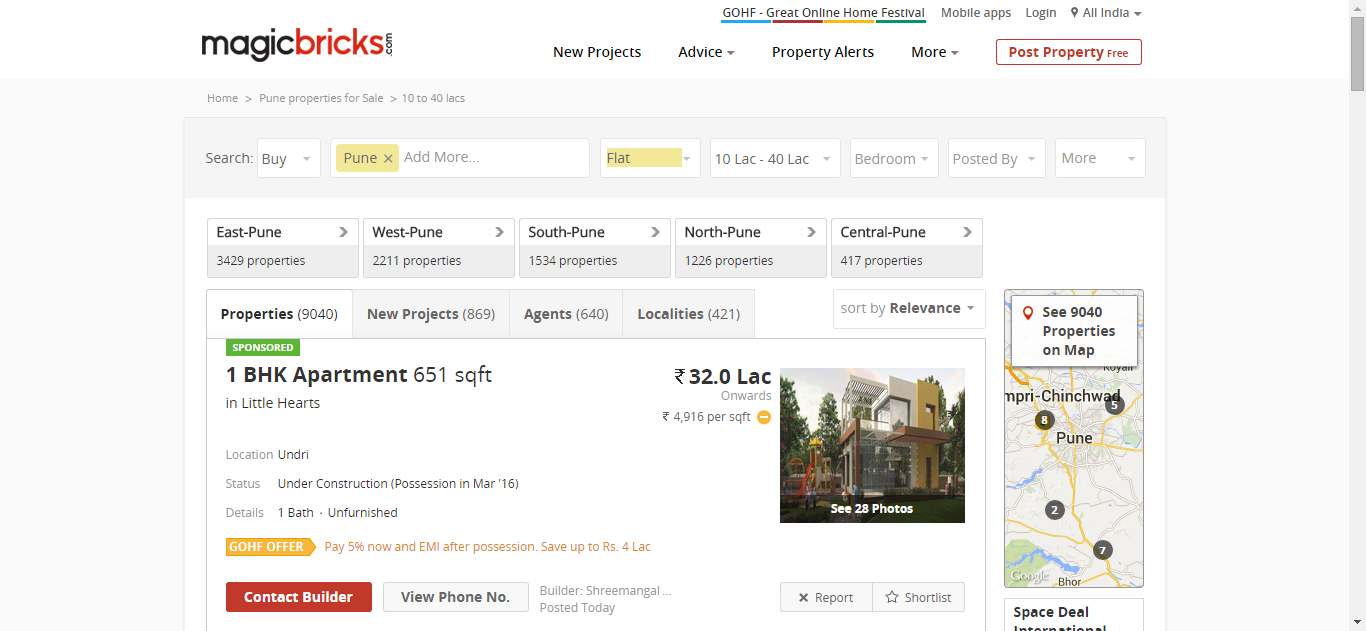 GOHF - Great Online Home Festival Mobile apps Login All India
magicbricks.com
New Projects Advice Property Alerts More Post Property Free
Home > Pune properties for Sale > 10 to 40 lacs
Search: Buy Pune × Add More... Flat 10 Lac - 40 Lac Bedroom Posted By More
East-Pune West-Pune South-Pune North-Pune Central-Pune
3429 properties 2211 properties 1534 properties 1226 properties 417 properties
Properties (9040) New Projects (869) Agents (640) Localities (421) sort by Relevance
See 9040
Properties
on Map
SPONSORED
1 BHK Apartment 651 sqft ₹ 32.0 Lac
Onwards
in Little Hearts
₹ 4,916 per sqft
Location Undri
Status Under Construction (Possession in Mar '16)
Details 1 Bath · Unfurnished
See 28 Photos
GOHF OFFER Pay 5% now and EMI after possession. Save up to Rs. 4 Lac
Contact Builder View Phone No. Builder: Shreemangal ...
Posted Today
Report Shortlist
5
8
Pune
2
7
Google
Bhor
Space Deal
International